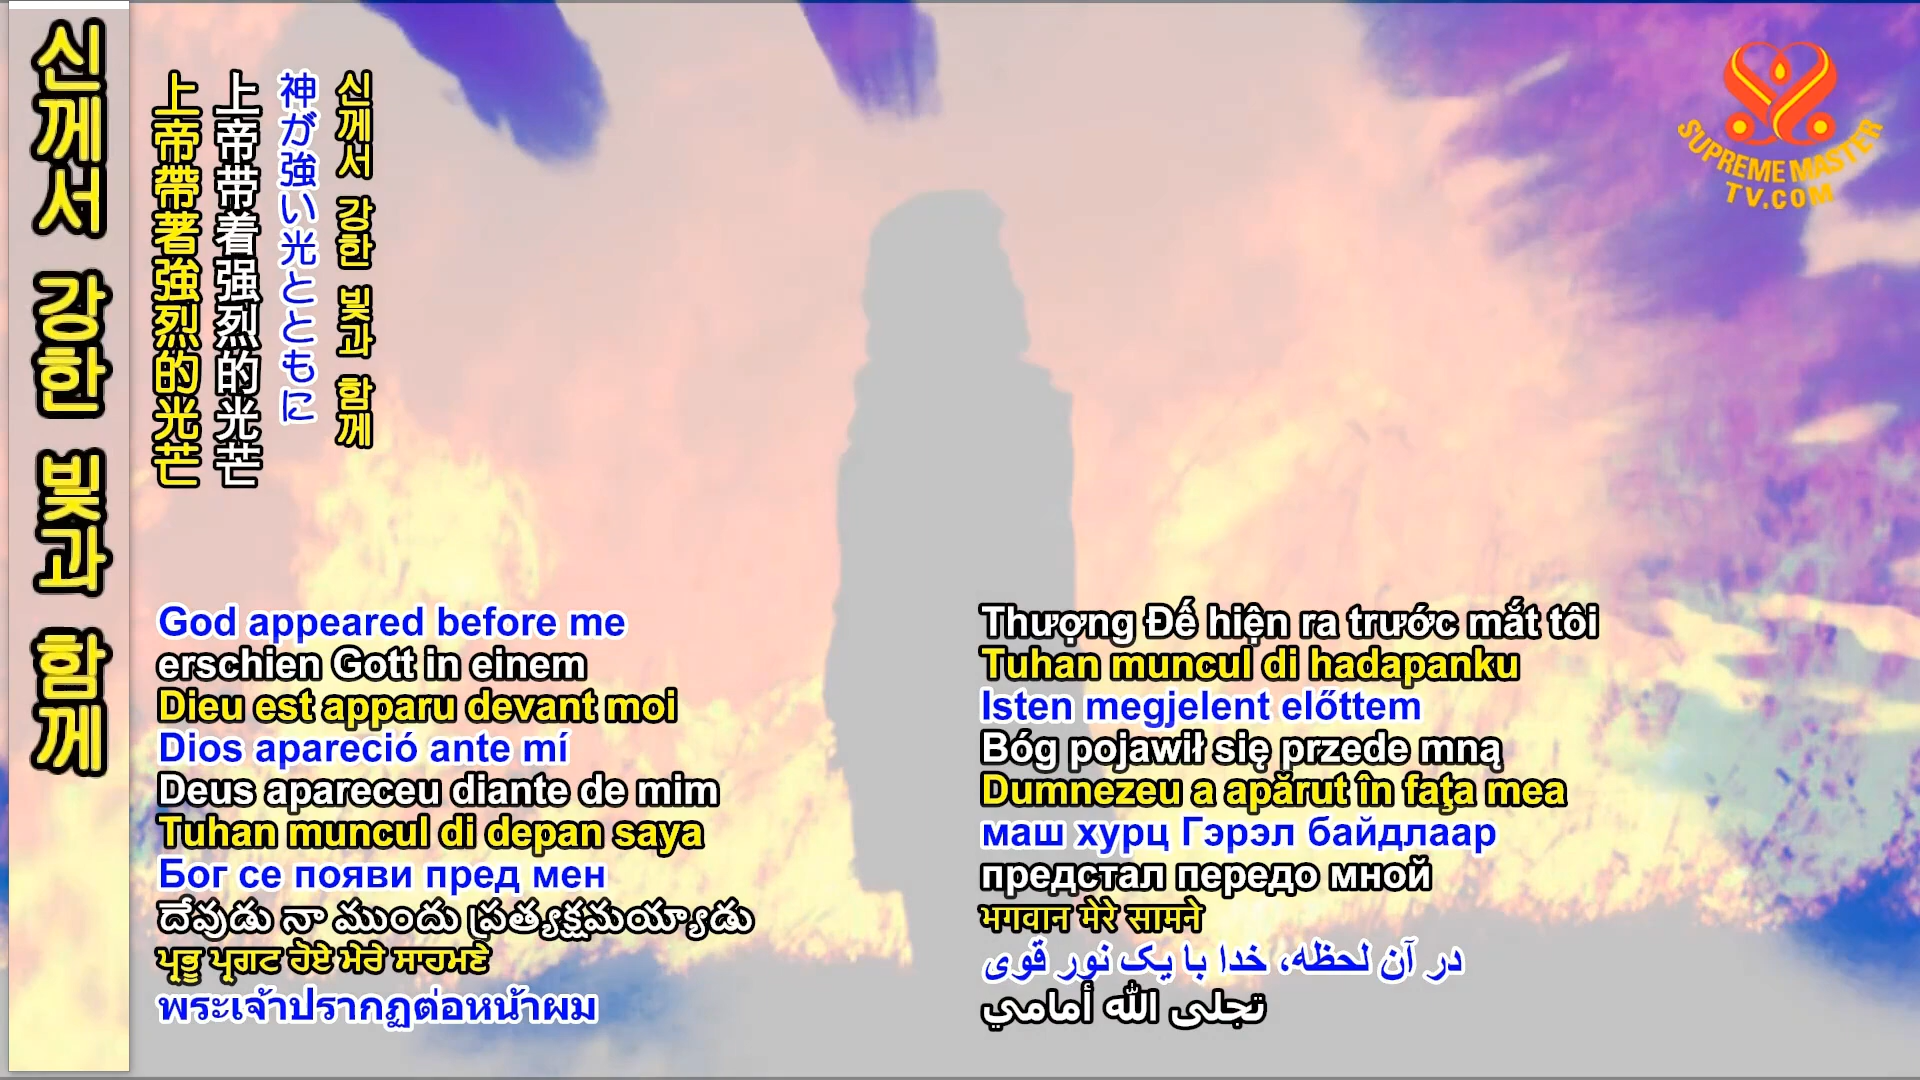 신께서 강한 빛과 함께
上帝帶著強烈的光芒
上帝带着强烈的光芒
神が強い光とともに
신께서 강한 빛과 함께
SUPREME MASTER
TV.COM
God appeared before me
erschien Gott in einem
Dieu est apparu devant moi
Dios apareció ante mí
Deus apareceu diante de mim
Tuhan muncul di depan saya
Бог се появи пред мен
దేవుడు నా ముందు ప్రత్యక్షమయ్యాడు
ਪ੍ਰਭੂ ਪ੍ਰਗਟ ਹੋਏ ਮੇਰੇ ਸਾਹਮਣੇ
พระเจ้าปรากฏต่อหน้าผม
Thượng Đế hiện ra trước mắt tôi
Tuhan muncul di hadapanku
Isten megjelent előttem
Bóg pojawił się przede mną
Dumnezeu a apărut în faţa mea
маш хурц Гэрэл байдлаар
предстал передо мной
भगवान मेरे सामने
در آن لحظه، خدا با یک نور قوی
تجلى الله أمامي